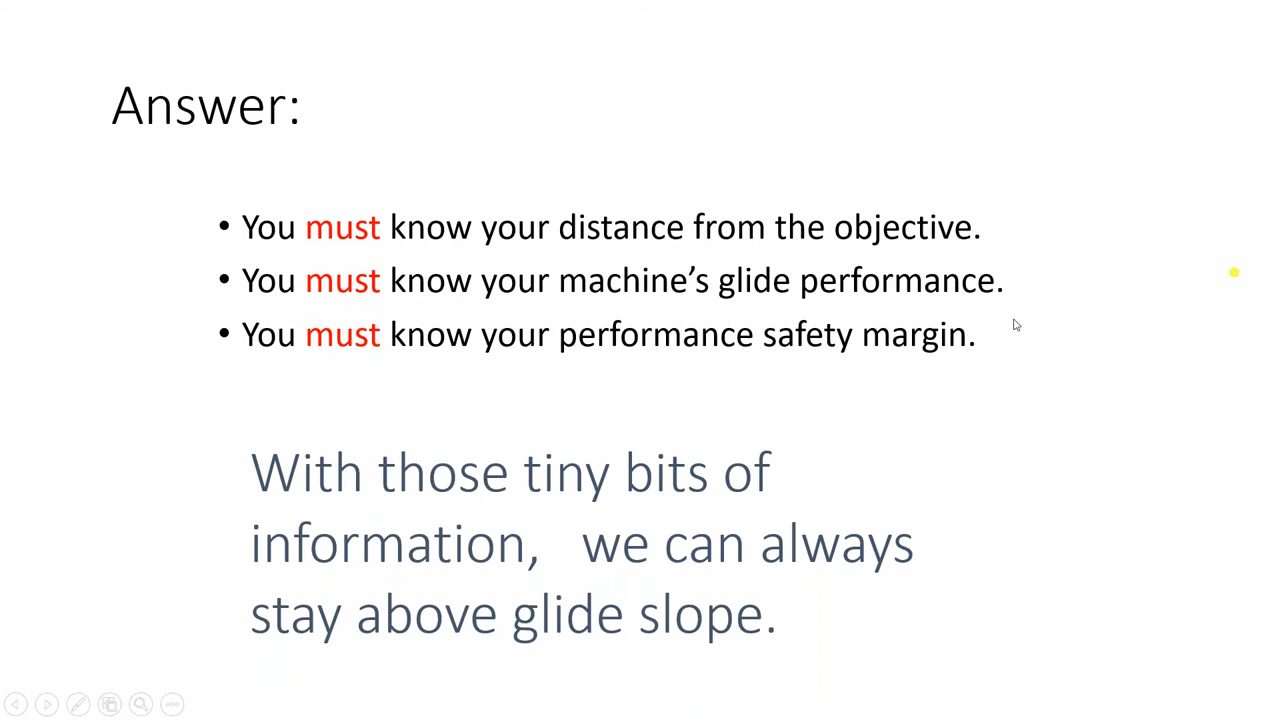 Answer:
• You must know your distance from the objective.
• You must know your machine’s glide performance.
• You must know your performance safety margin.
With those tiny bits of
information,   we can always
stay above glide slope.